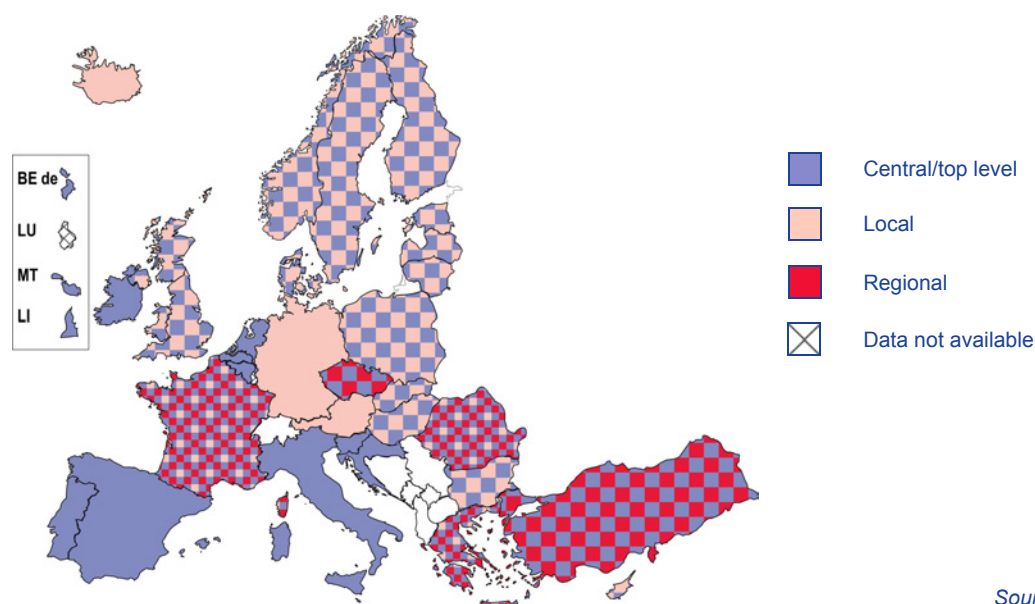 BE de
LU
MT
LI
Central/top level
Local
Regional
Data not available